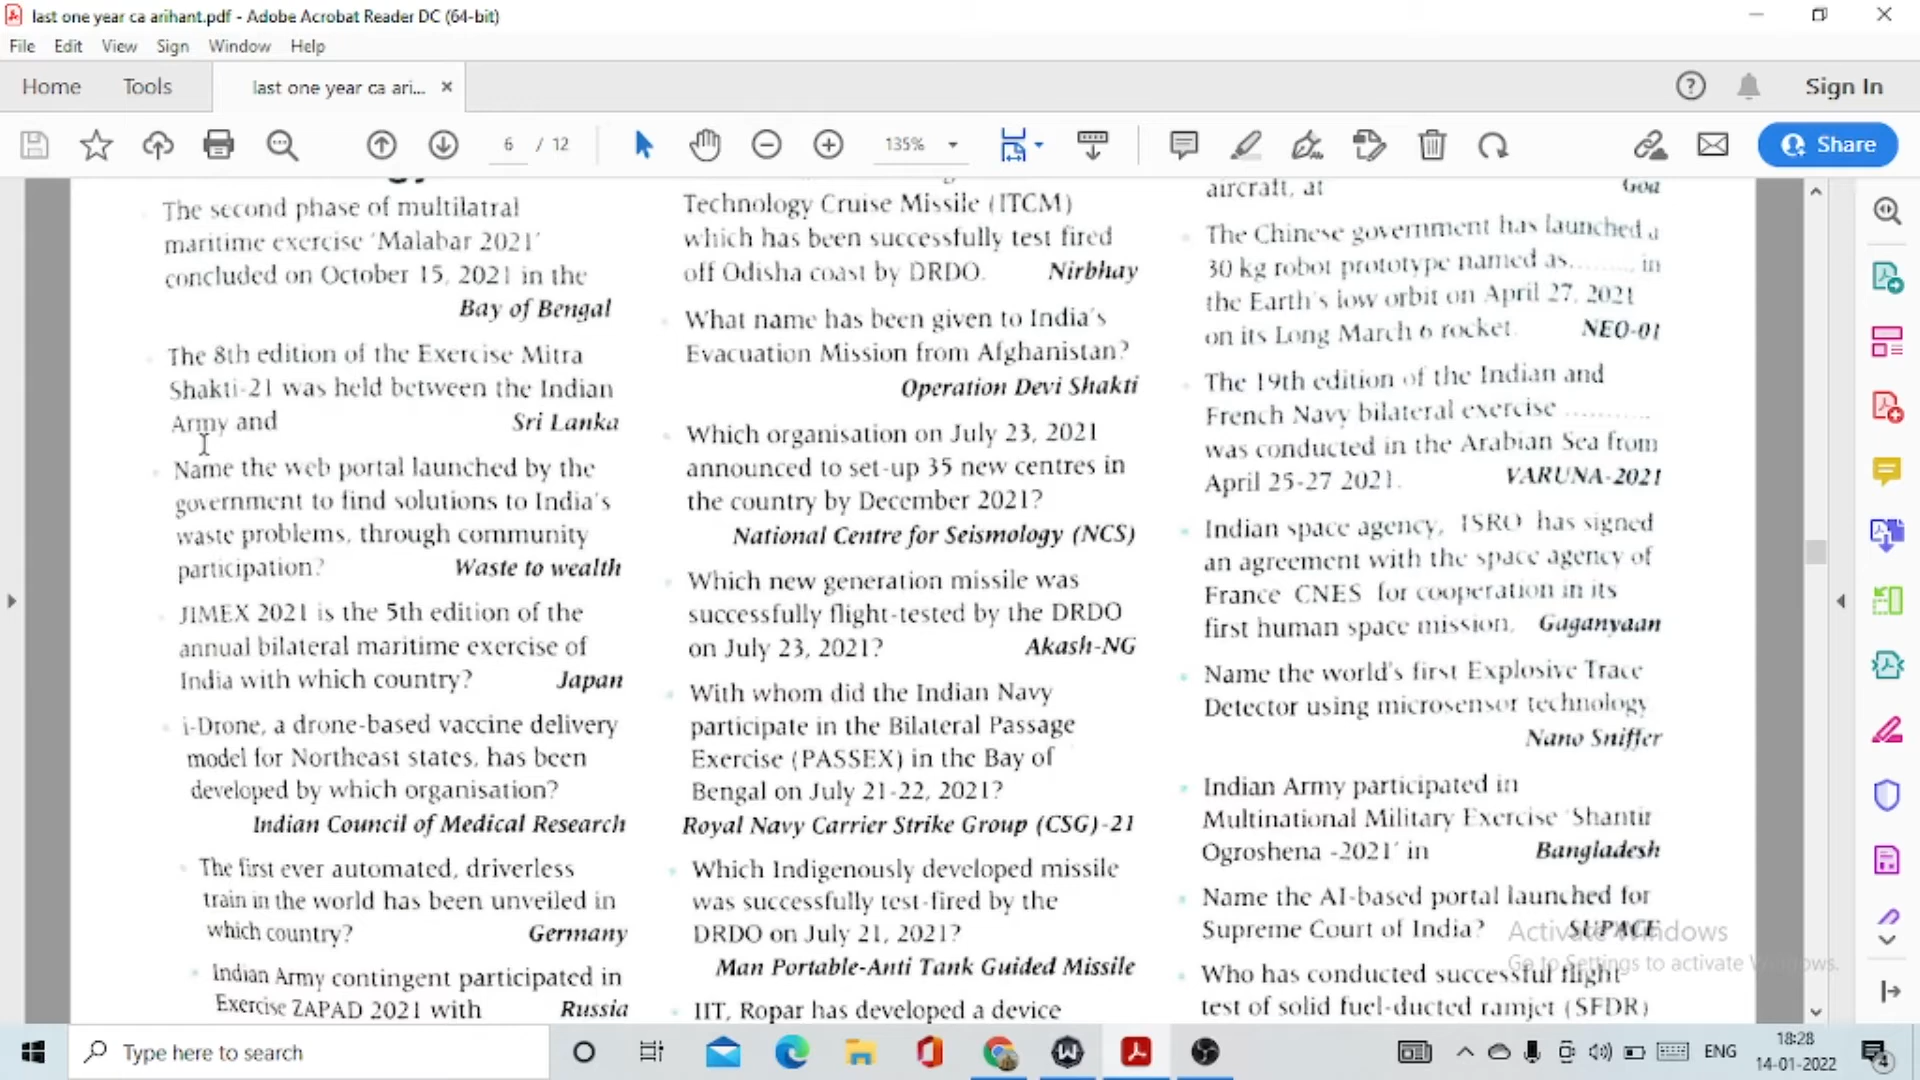 last one year ca arihant.pdf - Adobe Acrobat Reader DC (64-bit)
File Edit View Sign Window Help
Home Tools last one year ca ari... × Sign In
6 / 12 135% Share
The second phase of multilatral
maritime exercise 'Malabar 2021'
concluded on October 15, 2021 in the
Bay of Bengal
The 8th edition of the Exercise Mitra
Shakti-21 was held between the Indian
Army and Sri Lanka
Name the web portal launched by the
government to find solutions to India's
waste problems, through community
participation? Waste to wealth
JIMEX 2021 is the 5th edition of the
annual bilateral maritime exercise of
India with which country? Japan
i-Drone, a drone-based vaccine delivery
model for Northeast states, has been
developed by which organisation?
Indian Council of Medical Research
The first ever automated, driverless
train in the world has been unveiled in
which country? Germany
Indian Army contingent participated in
Exercise ZAPAD 2021 with Russia
Technology Cruise Missile (ITCM)
which has been successfully test fired
off Odisha coast by DRDO. Nirbhay
What name has been given to India's
Evacuation Mission from Afghanistan?
Operation Devi Shakti
Which organisation on July 23, 2021
announced to set-up 35 new centres in
the country by December 2021?
National Centre for Seismology (NCS)
Which new generation missile was
successfully flight-tested by the DRDO
on July 23, 2021? Akash-NG
With whom did the Indian Navy
participate in the Bilateral Passage
Exercise (PASSEX) in the Bay of
Bengal on July 21-22, 2021?
Royal Navy Carrier Strike Group (CSG)-21
Which Indigenously developed missile
was successfully test-fired by the
DRDO on July 21, 2021?
Man Portable-Anti Tank Guided Missile
IIT, Ropar has developed a device
aircraft, at Goa
The Chinese government has launched a
30 kg robot prototype named as........, in
the Earth's low orbit on April 27, 2021
on its Long March 6 rocket. NEO-01
The 19th edition of the Indian and
French Navy bilateral exercise ...........
was conducted in the Arabian Sea from
April 25-27 2021. VARUNA-2021
Indian space agency, ISRO has signed
an agreement with the space agency of
France CNES for cooperation in its
first human space mission, Gaganyaan
Name the world's first Explosive Trace
Detector using microsensor technology
Nano Sniffer
Indian Army participated in
Multinational Military Exercise 'Shantir
Ogroshena -2021' in Bangladesh
Name the AI-based portal launched for
Supreme Court of India? SUPACE
Who has conducted successful flight
test of solid fuel-ducted ramjet (SFDR)
Activate Windows
Go to Settings to activate Windows.
Type here to search
ENG
18:28
14-01-2022
4